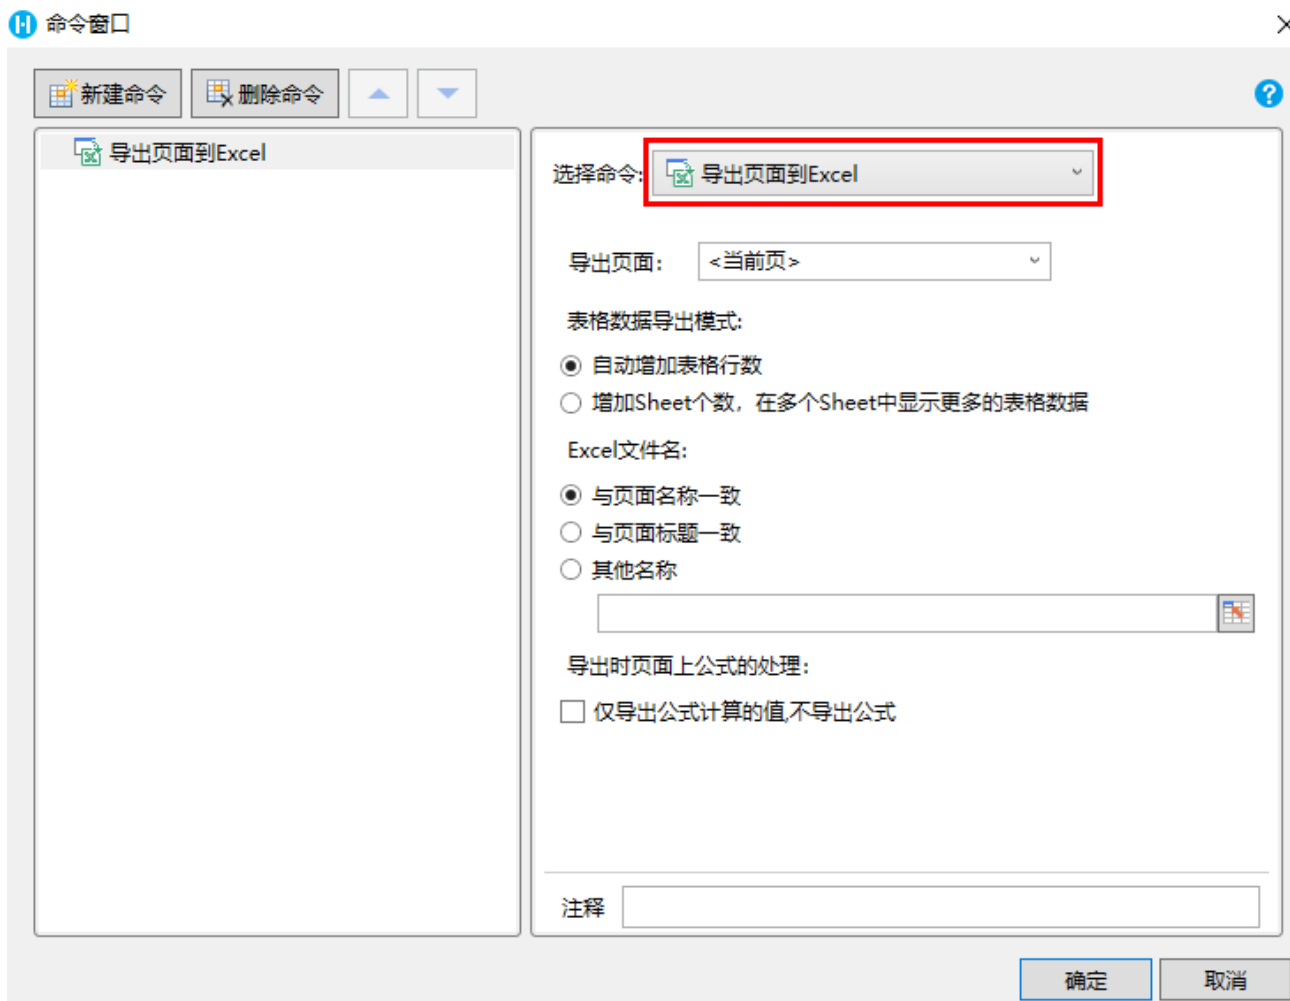 命令窗口
新建命令 删除命令
导出页面到Excel
选择命令: 导出页面到Excel
导出页面: <当前页>
表格数据导出模式:
自动增加表格行数
增加Sheet个数，在多个Sheet中显示更多的表格数据
Excel文件名:
与页面名称一致
与页面标题一致
其他名称
导出时页面上公式的处理:
仅导出公式计算的值,不导出公式
注释
确定 取消